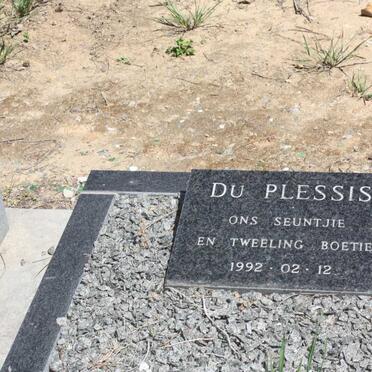 DU PLESSIS
ONS SEUNTJIE
EN TWEELING BOETIE
1992 · 02 · 12